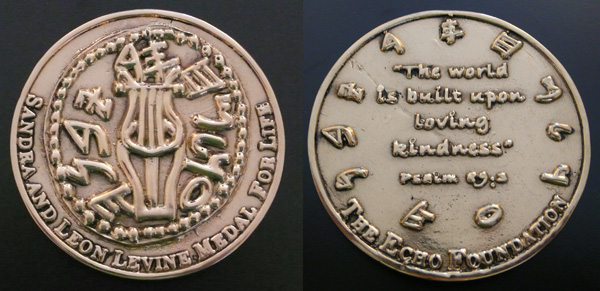 SANDRA AND LEON LEVINE MEDAL FOR LIFE
"The world
is built upon
loving
kindness"
Psalm 89:3
THE ECHO FOUNDATION